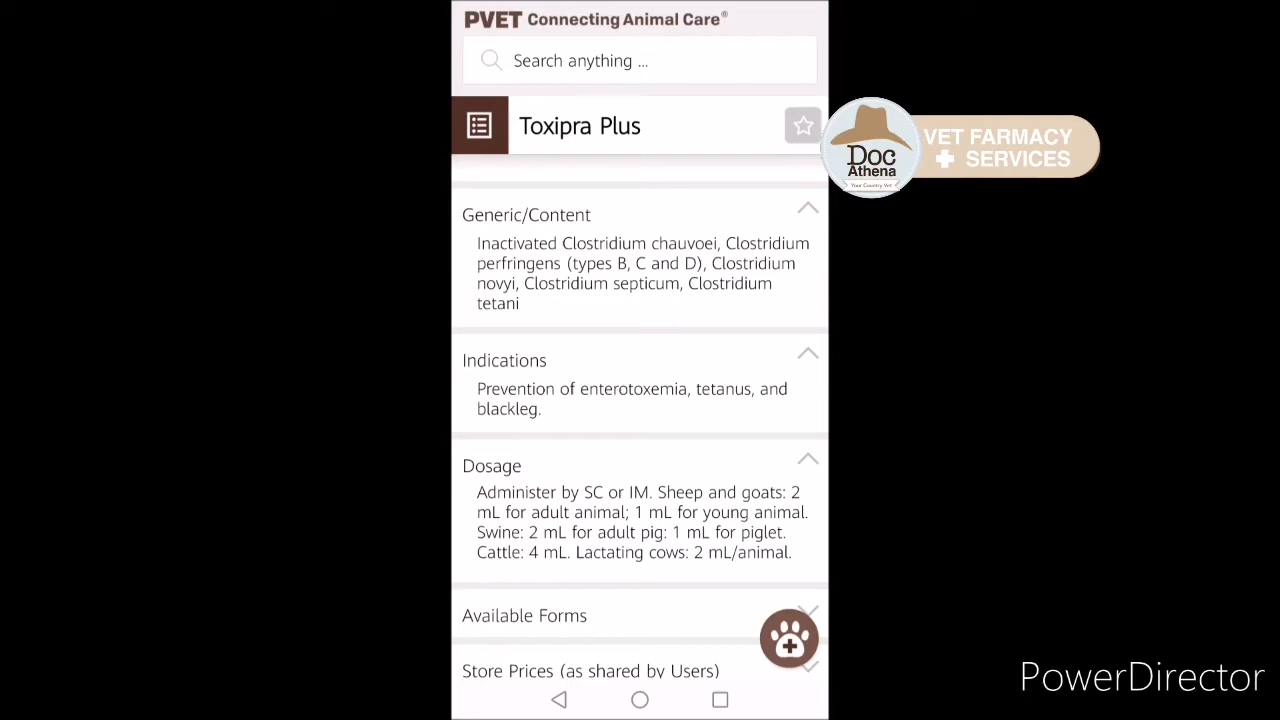 PVET Connecting Animal Care®
Search anything ...
Toxipra Plus
Doc
Athena
Your Country Vet
VET FARMACY
SERVICES
Generic/Content
Inactivated Clostridium chauvoei, Clostridium
perfringens (types B, C and D), Clostridium
novyi, Clostridium septicum, Clostridium
tetani
Indications
Prevention of enterotoxemia, tetanus, and
blackleg.
Dosage
Administer by SC or IM. Sheep and goats: 2
mL for adult animal; 1 mL for young animal.
Swine: 2 mL for adult pig: 1 mL for piglet.
Cattle: 4 mL. Lactating cows: 2 mL/animal.
Available Forms
Store Prices (as shared by Users)
PowerDirector